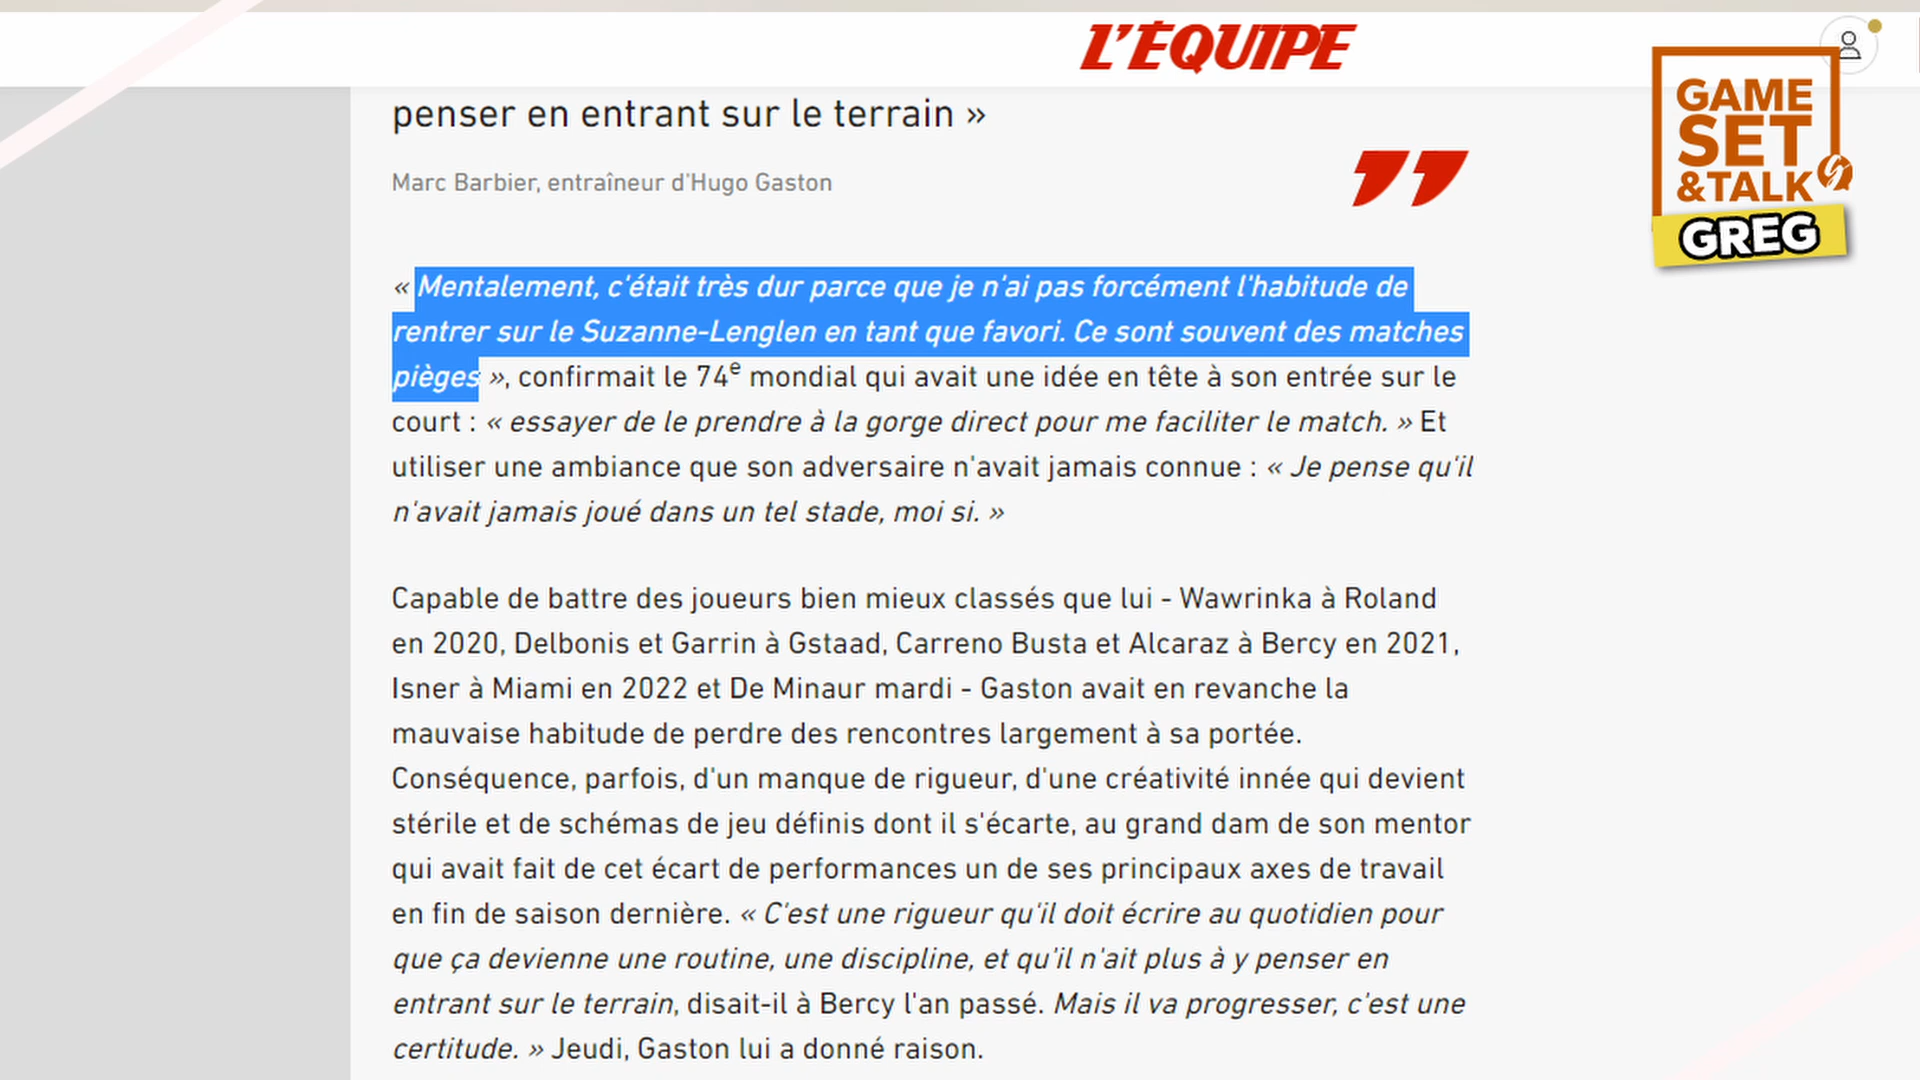 L'ÉQUIPE
GAME
SET
&TALK
GREG
penser en entrant sur le terrain »
Marc Barbier, entraîneur d'Hugo Gaston
« Mentalement, c'était très dur parce que je n'ai pas forcément l'habitude de
rentrer sur le Suzanne-Lenglen en tant que favori. Ce sont souvent des matches
pièges », confirmait le 74e mondial qui avait une idée en tête à son entrée sur le
court : « essayer de le prendre à la gorge direct pour me faciliter le match. » Et
utiliser une ambiance que son adversaire n'avait jamais connue : « Je pense qu'il
n'avait jamais joué dans un tel stade, moi si. »
Capable de battre des joueurs bien mieux classés que lui - Wawrinka à Roland
en 2020, Delbonis et Garrin à Gstaad, Carreno Busta et Alcaraz à Bercy en 2021,
Isner à Miami en 2022 et De Minaur mardi - Gaston avait en revanche la
mauvaise habitude de perdre des rencontres largement à sa portée.
Conséquence, parfois, d'un manque de rigueur, d'une créativité innée qui devient
stérile et de schémas de jeu définis dont il s'écarte, au grand dam de son mentor
qui avait fait de cet écart de performances un de ses principaux axes de travail
en fin de saison dernière. « C'est une rigueur qu'il doit écrire au quotidien pour
que ça devienne une routine, une discipline, et qu'il n'ait plus à y penser en
entrant sur le terrain, disait-il à Bercy l'an passé. Mais il va progresser, c'est une
certitude. » Jeudi, Gaston lui a donné raison.